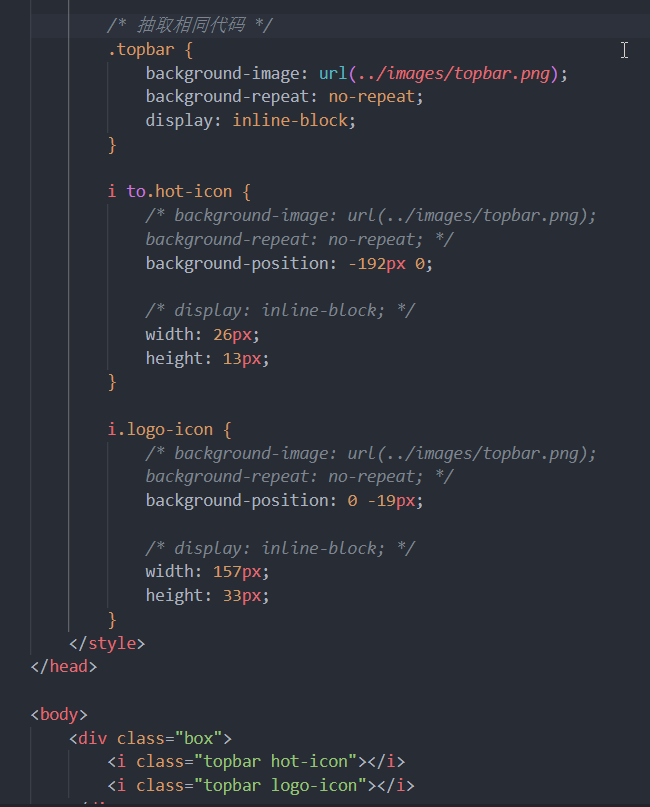 /* 抽取相同代码 */
.topbar {
background-image: url(../images/topbar.png);
background-repeat: no-repeat;
display: inline-block;
}
i to.hot-icon {
/* background-image: url(../images/topbar.png);
background-repeat: no-repeat; */
background-position: -192px 0;
/* display: inline-block; */
width: 26px;
height: 13px;
}
i.logo-icon {
/* background-image: url(../images/topbar.png);
background-repeat: no-repeat; */
background-position: 0 -19px;
/* display: inline-block; */
width: 157px;
height: 33px;
}
</style>
</head>
<body>
<div class="box">
<i class="topbar hot-icon"></i>
<i class="topbar logo-icon"></i>